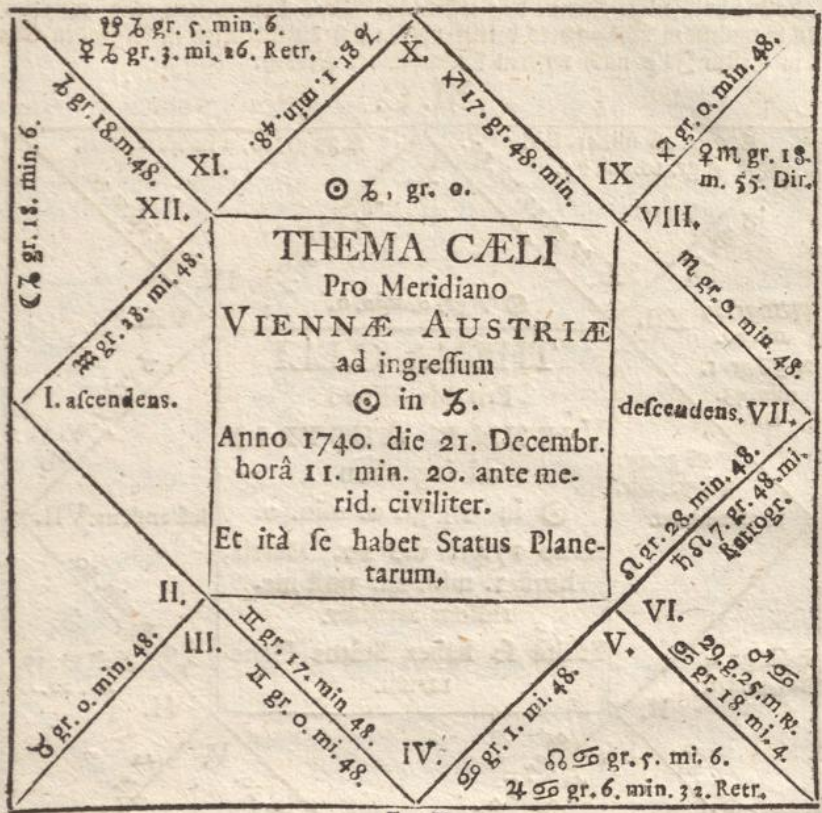 ☋ ♑ gr. 5. min. 6.
☿ ♑ gr. 3. mi. 26. Retr.
♑ gr. 1. min. 48.
X.
♐ 17. gr. 48. min.
♐ gr. 0. min. 48.
♑ gr. 18. m. 48.
XI.
IX
♀ ♏ gr. 18.
m. 55. Dir.
☉ ♑, gr. 0.
XII.
VIII.
☾ ♑ gr. 18. min. 6.
♒ gr. 28. mi. 48.
♏ gr. 0. min. 48.
THEMA CÆLI
Pro Meridiano
VIENNÆ AUSTRIÆ
ad ingreſſum
☉ in ♑.
Anno 1740. die 21. Decembr.
horâ 11. min. 20. ante me-
rid. civiliter.
Et ità ſe habet Status Plane-
tarum.
I. aſcendens.
deſcendens. VII.
♌ gr. 28. min. 48.
♄ ♌ 7. gr. 48. mi.
Retrogr.
II.
VI.
III.
V.
♉ gr. 0. min. 48.
♊ gr. 17. min. 48.
♊ gr. 0. mi. 48.
♂ ♋
29. g. 25. m.
♋ gr. 18. mi. 4.
IV.
♋ gr. 1. mi. 48.
☊ ♋ gr. 5. mi. 6.
♃ ♋ gr. 6. min. 32. Retr.